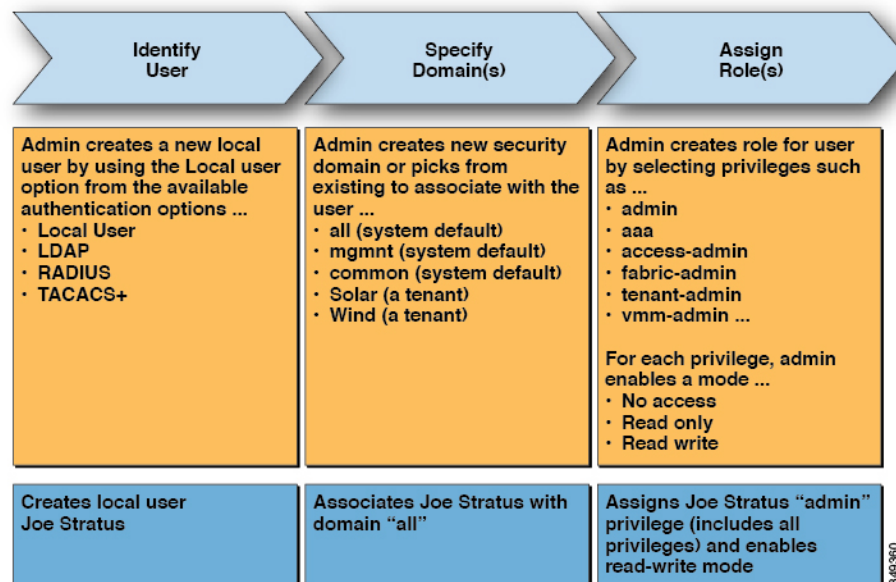 Identify
User
Specify
Domain(s)
Assign
Role(s)
Admin creates a new local
user by using the Local user
option from the available
authentication options ...
• Local User
• LDAP
• RADIUS
• TACACS+
Admin creates new security
domain or picks from
existing to associate with the
user ...
• all (system default)
• mgmnt (system default)
• common (system default)
• Solar (a tenant)
• Wind (a tenant)
Admin creates role for user
by selecting privileges such
as ...
• admin
• aaa
• access-admin
• fabric-admin
• tenant-admin
• vmm-admin ...
For each privilege, admin
enables a mode ...
• No access
• Read only
• Read write
Creates local user
Joe Stratus
Associates Joe Stratus with
domain “all”
Assigns Joe Stratus “admin”
privilege (includes all
privileges) and enables
read-write mode